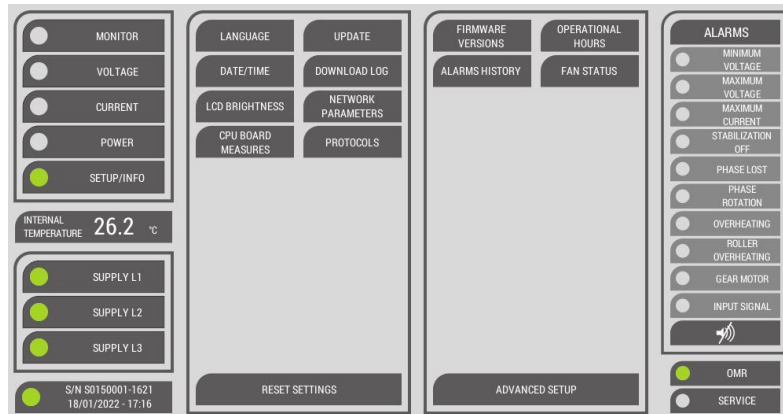 MONITOR
VOLTAGE
CURRENT
POWER
SETUP/INFO
INTERNAL
TEMPERATURE 26.2 °C
SUPPLY L1
SUPPLY L2
SUPPLY L3
S/N S0150001-1621
18/01/2022 - 17:16
LANGUAGE
UPDATE
DATE/TIME
DOWNLOAD LOG
LCD BRIGHTNESS
NETWORK
PARAMETERS
CPU BOARD
MEASURES
PROTOCOLS
RESET SETTINGS
FIRMWARE
VERSIONS
OPERATIONAL
HOURS
ALARMS HISTORY
FAN STATUS
ADVANCED SETUP
ALARMS
MINIMUM
VOLTAGE
MAXIMUM
VOLTAGE
MAXIMUM
CURRENT
STABILIZATION
OFF
PHASE LOST
PHASE
ROTATION
OVERHEATING
ROLLER
OVERHEATING
GEAR MOTOR
INPUT SIGNAL
OMR
SERVICE